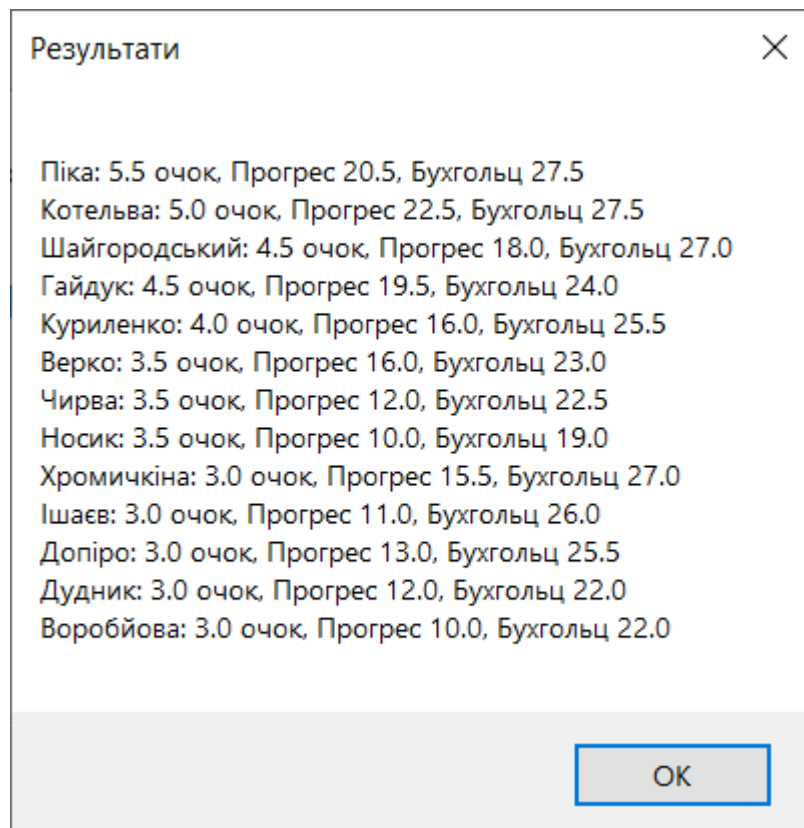 Результати
Піка: 5.5 очок, Прогрес 20.5, Бухгольц 27.5
Котельва: 5.0 очок, Прогрес 22.5, Бухгольц 27.5
Шайгородський: 4.5 очок, Прогрес 18.0, Бухгольц 27.0
Гайдук: 4.5 очок, Прогрес 19.5, Бухгольц 24.0
Куриленко: 4.0 очок, Прогрес 16.0, Бухгольц 25.5
Верко: 3.5 очок, Прогрес 16.0, Бухгольц 23.0
Чирва: 3.5 очок, Прогрес 12.0, Бухгольц 22.5
Носик: 3.5 очок, Прогрес 10.0, Бухгольц 19.0
Хромичкіна: 3.0 очок, Прогрес 15.5, Бухгольц 27.0
Ішаєв: 3.0 очок, Прогрес 11.0, Бухгольц 26.0
Допіро: 3.0 очок, Прогрес 13.0, Бухгольц 25.5
Дудник: 3.0 очок, Прогрес 12.0, Бухгольц 22.0
Воробйова: 3.0 очок, Прогрес 10.0, Бухгольц 22.0
ОК